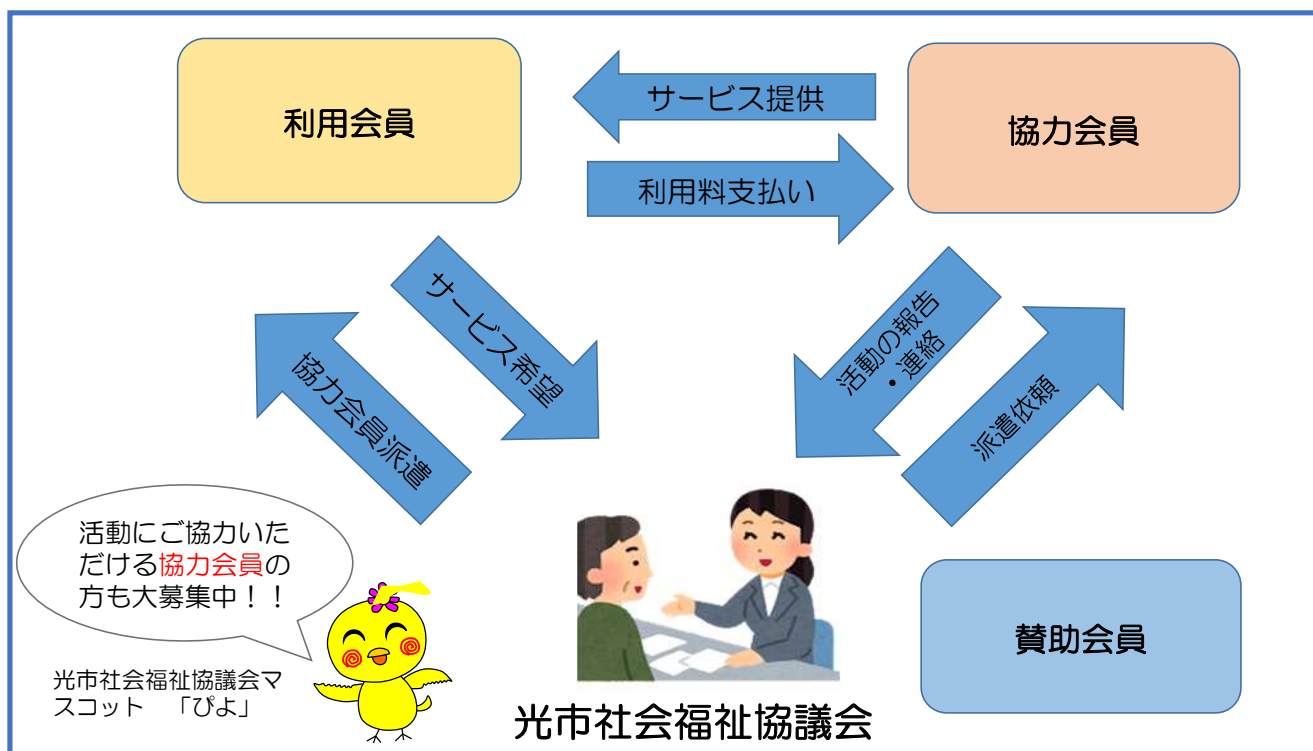 利用会員
サービス提供
利用料支払い
協力会員
サービス希望
協力会員派遣
活動の報告
・連絡
派遣依頼
活動にご協力いた
だける協力会員の
方も大募集中！！
光市社会福祉協議会マ
スコット　「ぴよ」
光市社会福祉協議会
賛助会員